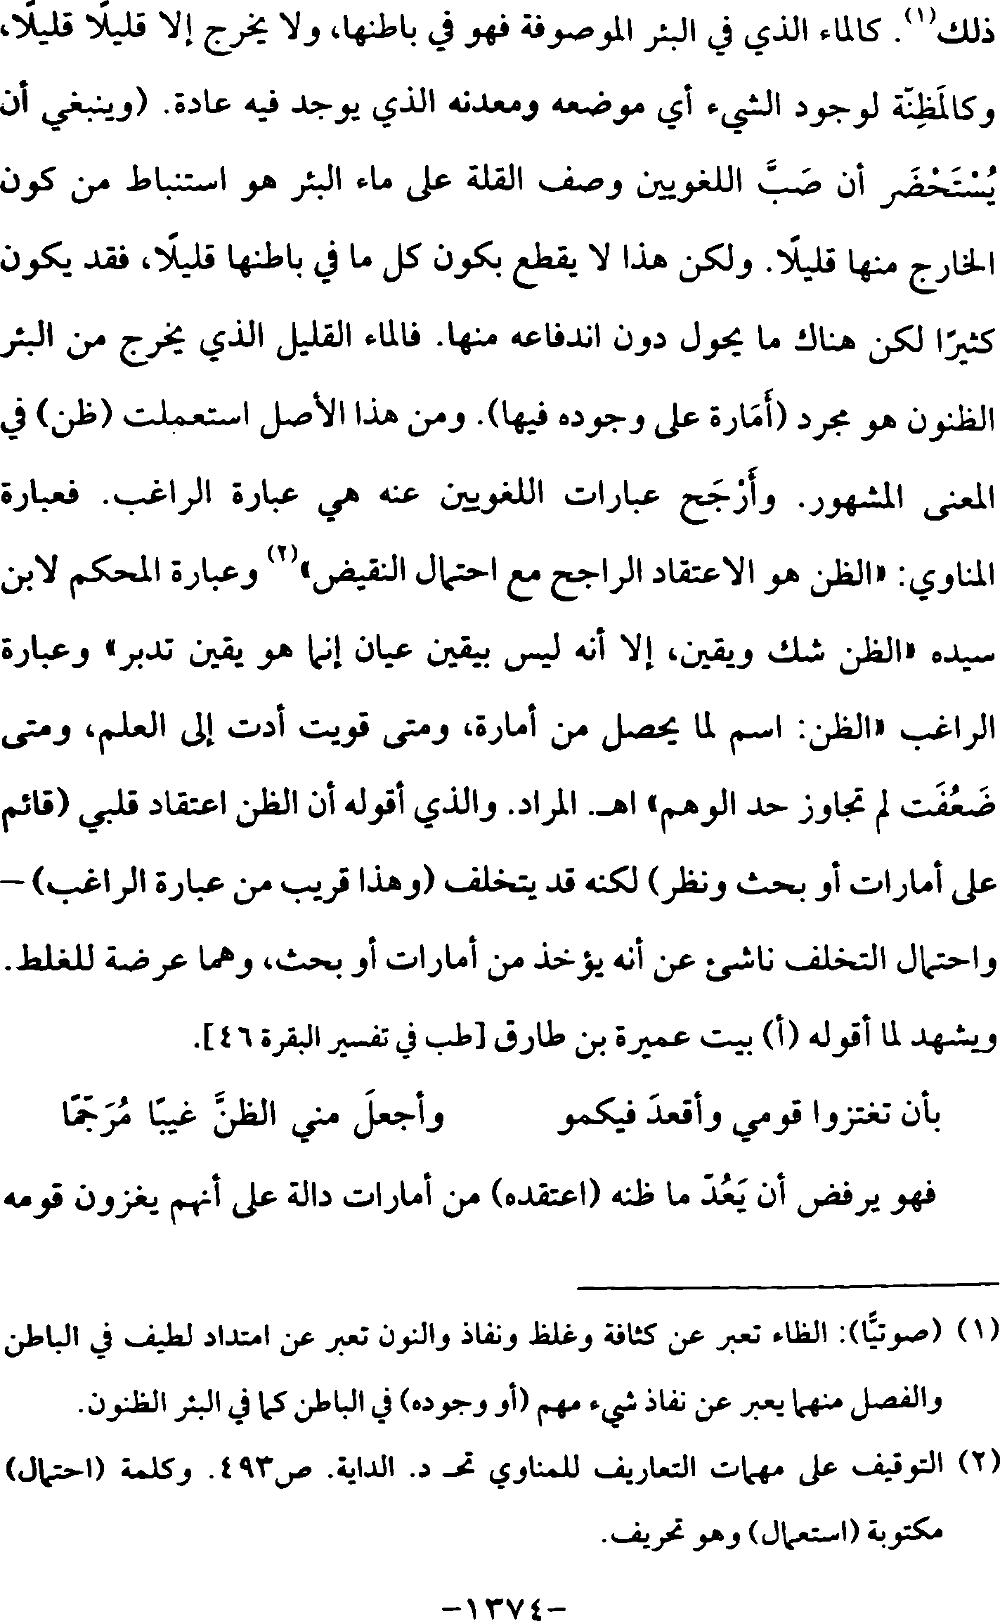 ذلك(١). كالماء الذي في البئر الموصوفة فهو في باطنها، ولا يخرج إلا قليلًا قليلًا،
وكالمَظِنّة لوجود الشيء أي موضعه ومعدنه الذي يوجد فيه عادة. (وينبغي أن
يُسْتَحْضَر أن صَبَّ اللغويين وصف القلة على ماء البئر هو استنباط من كون
الخارج منها قليلًا. ولكن هذا لا يقطع بكون كل ما في باطنها قليلًا، فقد يكون
كثيرًا لكن هناك ما يحول دون اندفاعه منها. فالماء القليل الذي يخرج من البئر
الظنون هو مجرد (أَمَارة على وجوده فيها). ومن هذا الأصل استعملت (ظن) في
المعنى المشهور. وأَرْجَح عبارات اللغويين عنه هي عبارة الراغب. فعبارة
المناوي: «الظن هو الاعتقاد الراجح مع احتمال النقيض»(٢) وعبارة المحكم لابن
سيده «الظن شك ويقين، إلا أنه ليس بيقين عيان إنما هو يقين تدبر» وعبارة
الراغب «الظن: اسم لما يحصل من أمارة، ومتى قويت أدت إلى العلم، ومتى
ضَعُفَت لم تجاوز حد الوهم» اهـ. المراد. والذي أقوله أن الظن اعتقاد قلبي (قائم
على أمارات أو بحث ونظر) لكنه قد يتخلف (وهذا قريب من عبارة الراغب) –
واحتمال التخلف ناشئ عن أنه يؤخذ من أمارات أو بحث، وهما عرضة للغلط.
ويشهد لما أقوله (أ) بيت عميرة بن طارق [طب في تفسير البقرة ٤٦].
بأن تغتزوا قومي وأقعدَ فيكمو وأجعلَ مني الظنَّ غيبًا مُرَجَّمًا
فهو يرفض أن يَعُدّ ما ظنه (اعتقده) من أمارات دالة على أنهم يغزون قومه
(١) (صوتيًّا): الظاء تعبر عن كثافة وغلظ ونفاذ والنون تعبر عن امتداد لطيف في الباطن
والفصل منهما يعبر عن نفاذ شيء مهم (أو وجوده) في الباطن كما في البئر الظنون.
(٢) التوقيف على مهمات التعاريف للمناوي تحـ د. الداية. ص٤٩٣. وكلمة (احتمال)
مكتوبة (استعمال) وهو تحريف.
-١٣٧٤-